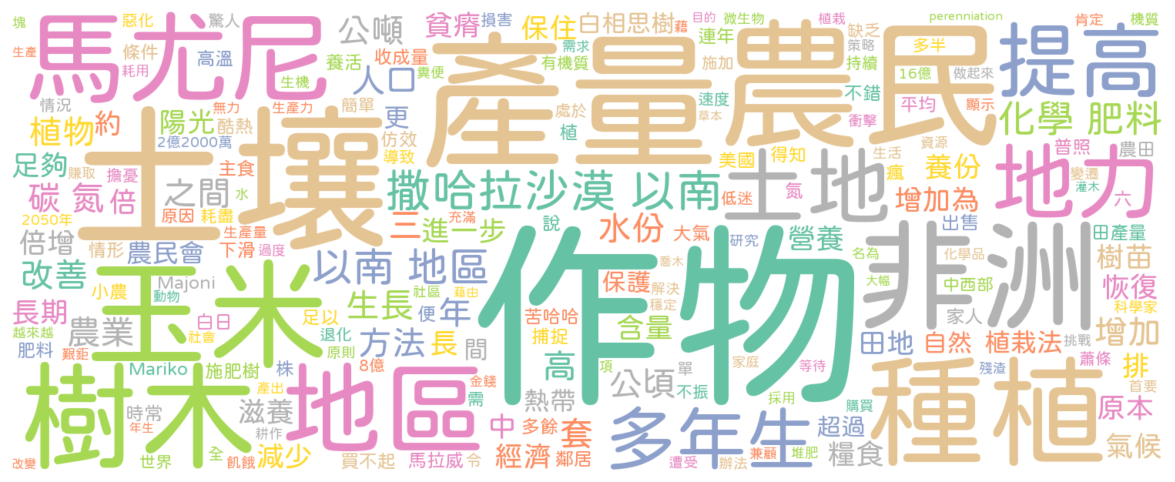 塊 惡化 驚人 公噸 貧瘠 損害 保住 白相思樹 藉 目的 微生物 植栽 缺乏 perenniation 肯定 機質
生產 耗用 條件 馬尤尼 高溫 養活 收成量 糞便 需求 有機質 連年 施加 策略 持續 多半 提高
生機 人口 產量 農民 16億 做起來
情況 無力 生產力 簡單 更 處於 速度 草本 不錯 衝擊 平均 顯示 化學 肥料
植物 約 陽光 酷熱 仿效 植 美國 得知 資源 養份 普照 農田
2億2000萬 導致 氮 生活 瘋 變遷
足夠 賺取 擔憂 主食 土壤 撒哈拉沙漠 以南 土地 低迷 增加為 地力 灌木 六
碳 氮 倍 之間 水 三 進一步 說 水份 大氣 營養 出售 田產量
2050年 原因 耗盡 生產量 充滿 研究 化學品
倍增 情形 農民會 下滑 過度 以南 地區 作物 喬木 名為 非洲 中西部 樹苗
改善 小農 Majoni 動物 生長 社區 藉由 保護 解決 大幅 家人 恢復
長期 農業 玉米 白日 足以 便 年 苦哈哈 穩定 含量 科學家
越來越 社會 退化 方法 長 間 捕捉 田地 自然 植栽法 挑戰 增加
肥料 艱鉅 原則 高 單 蕭條 排
樹木 Mariko 施肥樹 株 8億 金錢 項 公頃 家庭 等待 種植 殘渣 首要
產出 地區 需 熱帶 不振 多年生 採用 購買 超過 原本
時常 滋養 中 多餘 套 糧食 氣候
年生 耕作
改變 飢餓 世界 全 減少 買不起 馬拉威 令 經濟 鄰居 遭受 辦法 堆肥 兼顧